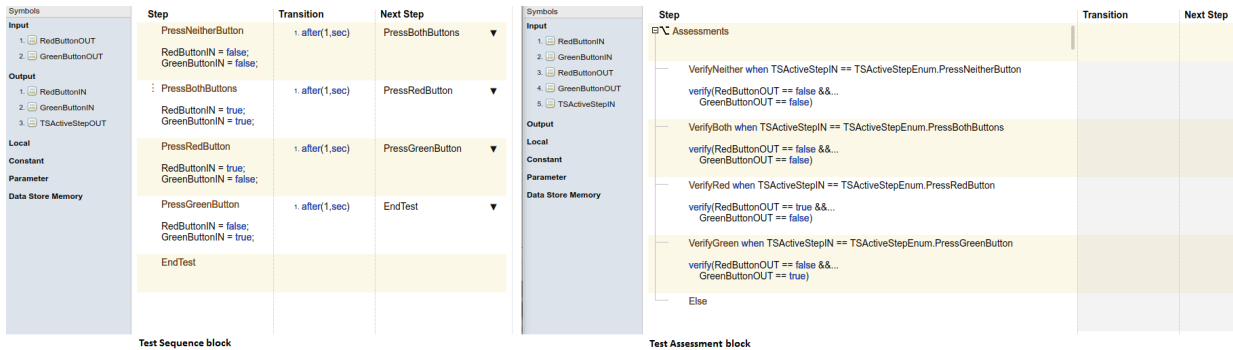 Symbols
Input
1. RedButtonOUT
2. GreenButtonOUT
Output
1. RedButtonIN
2. GreenButtonIN
3. TSActiveStepOUT
Local
Constant
Parameter
Data Store Memory
Step Transition Next Step
PressNeitherButton 1. after(1,sec) PressBothButtons
RedButtonIN = false;
GreenButtonIN = false;
PressBothButtons 1. after(1,sec) PressRedButton
RedButtonIN = true;
GreenButtonIN = true;
PressRedButton 1. after(1,sec) PressGreenButton
RedButtonIN = true;
GreenButtonIN = false;
PressGreenButton 1. after(1,sec) EndTest
RedButtonIN = false;
GreenButtonIN = true;
EndTest
Test Sequence block
Symbols
Input
1. RedButtonIN
2. GreenButtonIN
3. RedButtonOUT
4. GreenButtonOUT
5. TSActiveStepIN
Output
Local
Constant
Parameter
Data Store Memory
Step Transition Next Step
Assessments
VerifyNeither when TSActiveStepIN == TSActiveStepEnum.PressNeitherButton
verify(RedButtonOUT == false &&...
GreenButtonOUT == false)
VerifyBoth when TSActiveStepIN == TSActiveStepEnum.PressBothButtons
verify(RedButtonOUT == false &&...
GreenButtonOUT == false)
VerifyRed when TSActiveStepIN == TSActiveStepEnum.PressRedButton
verify(RedButtonOUT == true &&...
GreenButtonOUT == false)
VerifyGreen when TSActiveStepIN == TSActiveStepEnum.PressGreenButton
verify(RedButtonOUT == false &&...
GreenButtonOUT == true)
Else
Test Assessment block